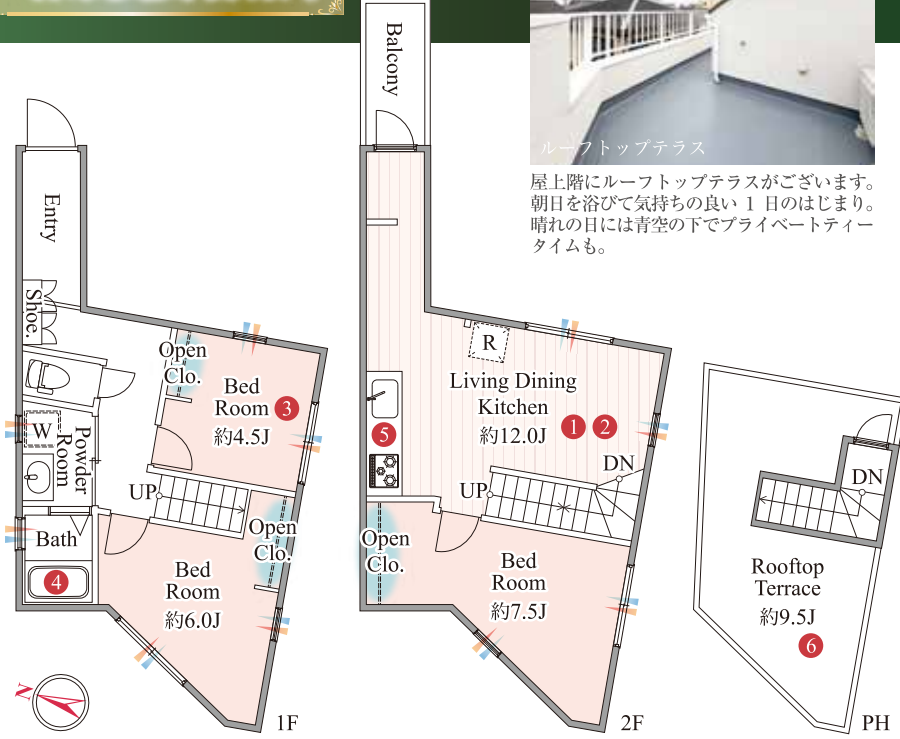 ルーフトップテラス
屋上階にルーフトップテラスがございます。
朝日を浴びて気持ちの良い 1 日のはじまり。
晴れの日には青空の下でプライベートティー
タイムも。
Entry
Shoe.
Open
Clo.
Bed
Room 3
約4.5J
W
Powder
Room
UP
Bath
4
Open
Clo.
Bed
Room
約6.0J
N
1F
Balcony
R
Living Dining
Kitchen
約12.0J
1 2
5
UP
DN
Open
Clo.
Bed
Room
約7.5J
2F
DN
Rooftop
Terrace
約9.5J
6
PH